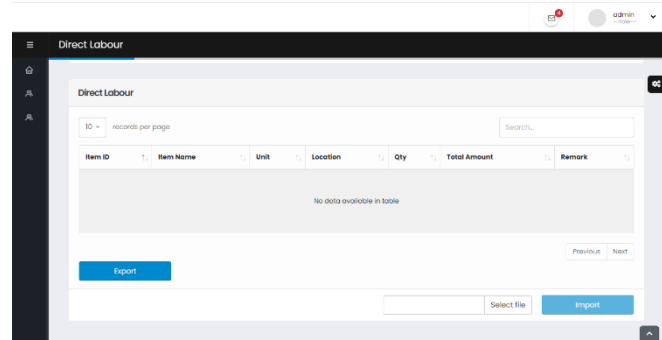 4
admin
--role--
Direct Labour
Direct Labour
10 records per page
Search...
Item ID Item Name Unit Location Qty Total Amount Remark
No data available in table
Previous Next
Export
Select file Import